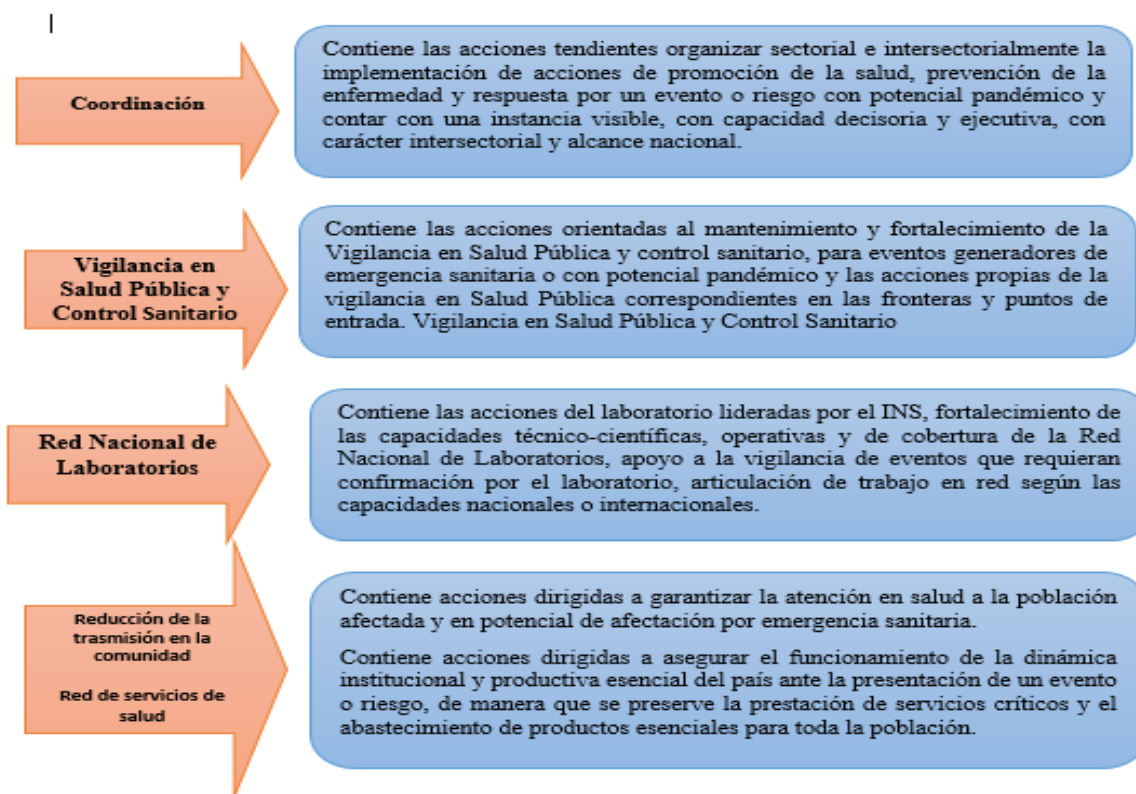 Coordinación
Contiene las acciones tendientes organizar sectorial e intersectorialmente la
implementación de acciones de promoción de la salud, prevención de la
enfermedad y respuesta por un evento o riesgo con potencial pandémico y
contar con una instancia visible, con capacidad decisoria y ejecutiva, con
carácter intersectorial y alcance nacional.
Vigilancia en
Salud Pública y
Control Sanitario
Contiene las acciones orientadas al mantenimiento y fortalecimiento de la
Vigilancia en Salud Pública y control sanitario, para eventos generadores de
emergencia sanitaria o con potencial pandémico y las acciones propias de la
vigilancia en Salud Pública correspondientes en las fronteras y puntos de
entrada. Vigilancia en Salud Pública y Control Sanitario
Red Nacional de
Laboratorios
Contiene las acciones del laboratorio lideradas por el INS, fortalecimiento de
las capacidades técnico-científicas, operativas y de cobertura de la Red
Nacional de Laboratorios, apoyo a la vigilancia de eventos que requieran
confirmación por el laboratorio, articulación de trabajo en red según las
capacidades nacionales o internacionales.
Reducción de la
trasmisión en la
comunidad
Red de servicios de
salud
Contiene acciones dirigidas a garantizar la atención en salud a la población
afectada y en potencial de afectación por emergencia sanitaria.
Contiene acciones dirigidas a asegurar el funcionamiento de la dinámica
institucional y productiva esencial del país ante la presentación de un evento
o riesgo, de manera que se preserve la prestación de servicios críticos y el
abastecimiento de productos esenciales para toda la población.